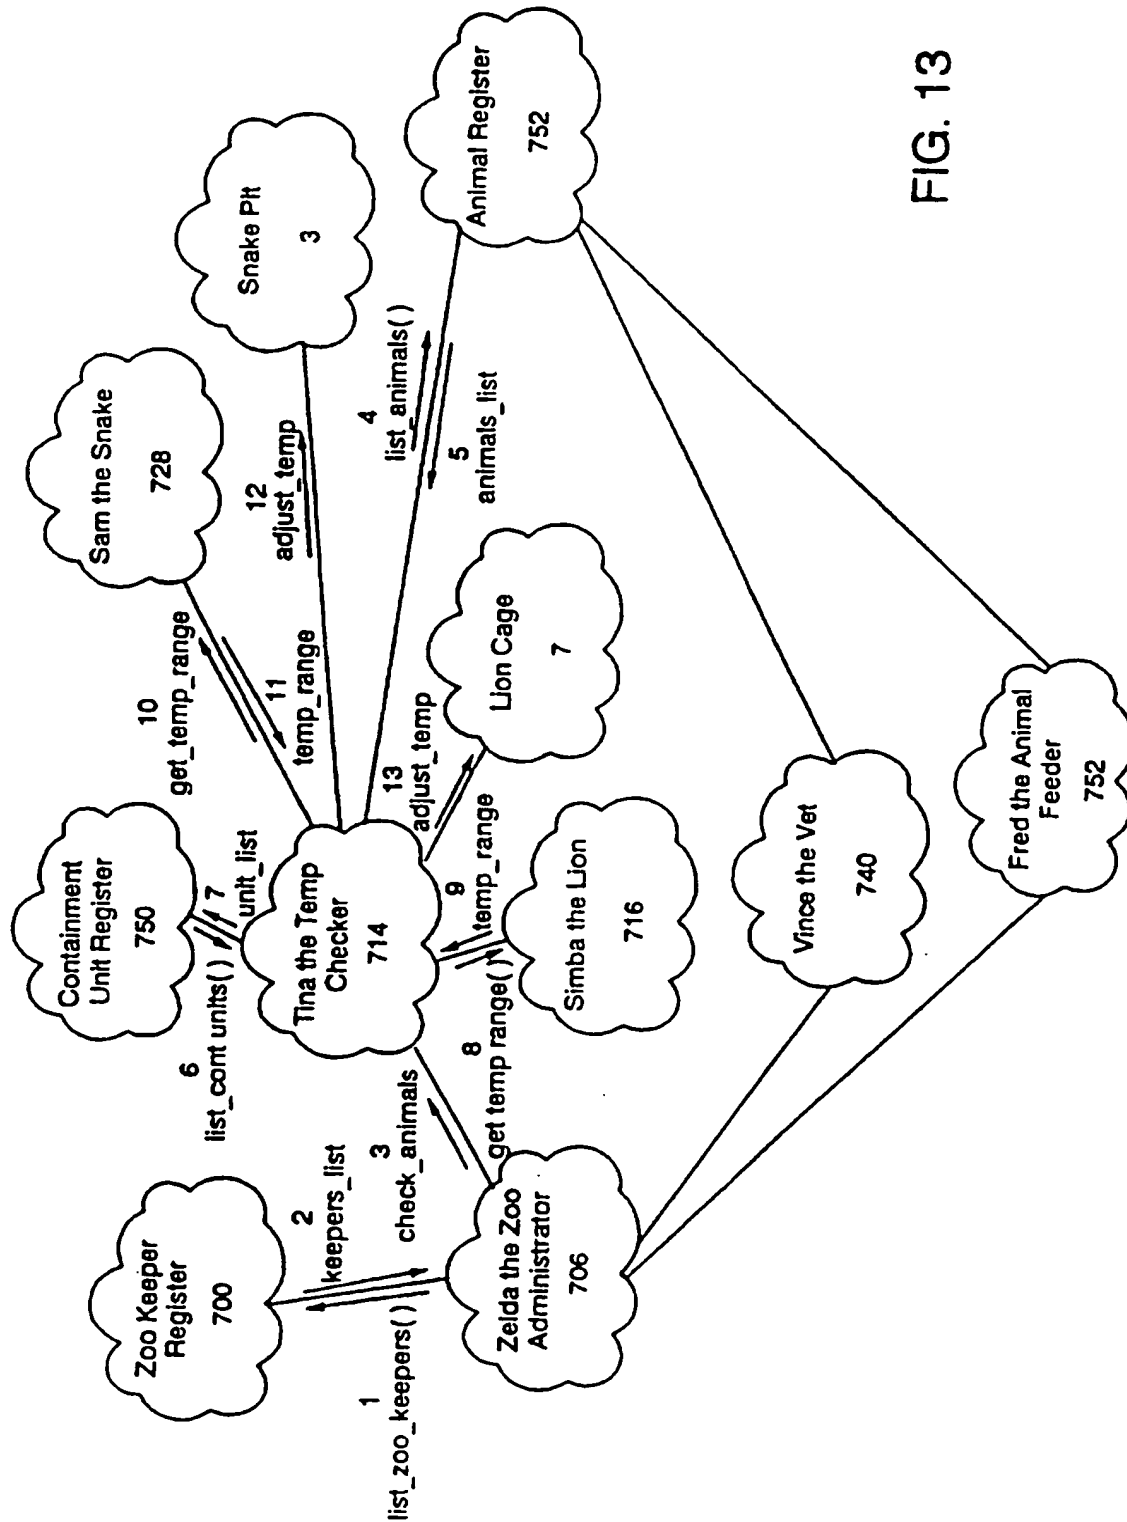 Zoo Keeper
Register
700
Containment
Unit Register
750
Sam the Snake
728
Snake Pit
3
Animal Register
752
1
list_zoo_keepers()
2
keepers_list
3
check_animals
6
list_cont units()
7
unit_list
10
get_temp_range
11
temp_range
12
adjust_temp
4
list_animals()
5
animals_list
Zelda the Zoo
Administrator
706
Tina the Temp
Checker
714
8
get temp range()
9
temp_range
13
adjust_temp
Simba the Lion
716
Lion Cage
7
Vince the Vet
740
Fred the Animal
Feeder
752
FIG. 13